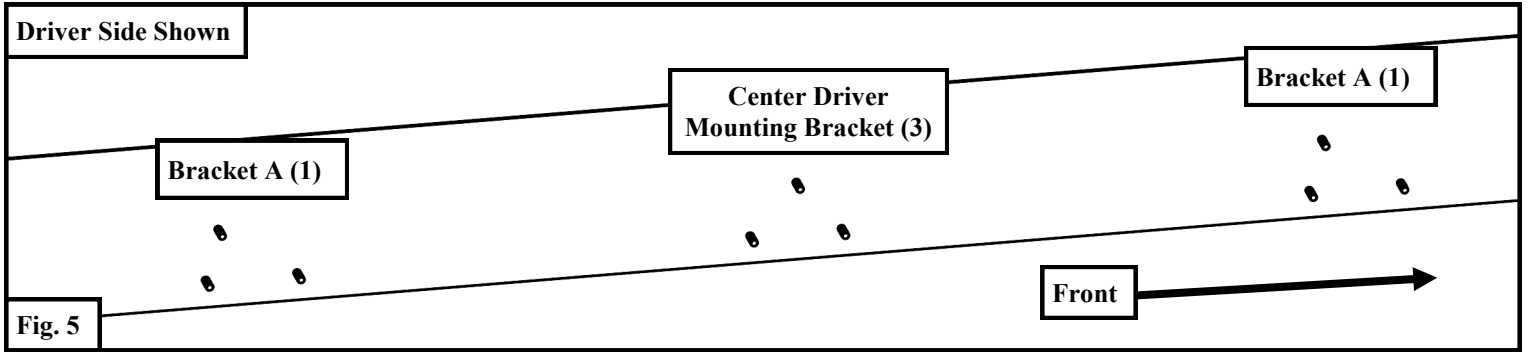 Driver Side Shown
Bracket A (1)
Center Driver
Mounting Bracket (3)
Bracket A (1)
Front
Fig. 5